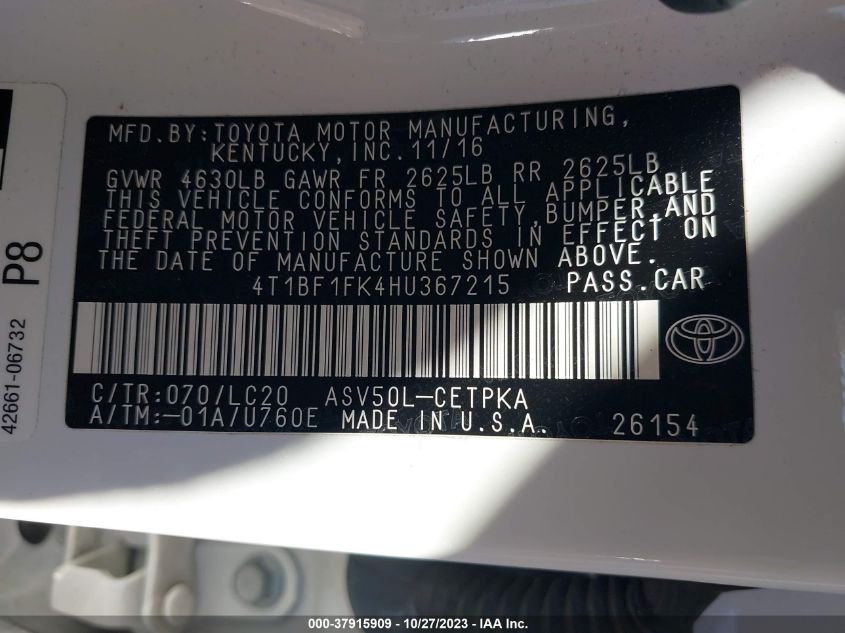 MFD. BY: TOYOTA MOTOR MANUFACTURING,
KENTUCKY, INC. 11/16
GVWR 4630LB GAWR FR 2625LB RR 2625LB
THIS VEHICLE CONFORMS TO ALL APPLICABLE
FEDERAL MOTOR VEHICLE SAFETY, BUMPER, AND
THEFT PREVENTION STANDARDS IN EFFECT ON
THE DATE OF MANUFACTURE SHOWN ABOVE.
4T1BF1FK4HU367215 PASS. CAR
C/TR: 070/LC20 ASV50L-CETPKA
A/TM: -01A/U760E MADE IN U.S.A. 26154
P8
42661-06732
000-37915909 | 10/27/2023 | Copart, Inc.